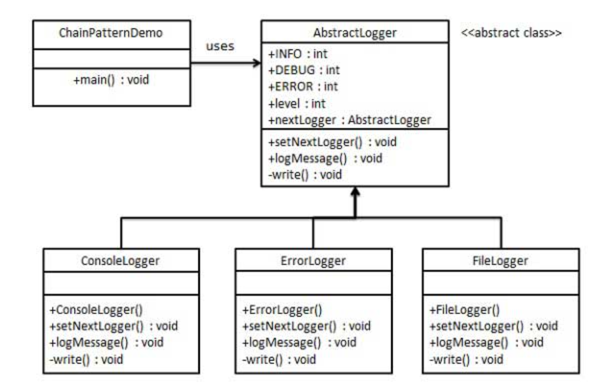 ChainPatternDemo
+main() : void
uses
AbstractLogger
<<abstract class>>
+INFO : int
+DEBUG : int
+ERROR : int
+level : int
+nextLogger : AbstractLogger
+setNextLogger() : void
+logMessage() : void
-write() : void
ConsoleLogger
+ConsoleLogger()
+setNextLogger() : void
+logMessage() : void
-write() : void
ErrorLogger
+ErrorLogger()
+setNextLogger() : void
+logMessage() : void
-write() : void
FileLogger
+FileLogger()
+setNextLogger() : void
+logMessage() : void
-write() : void